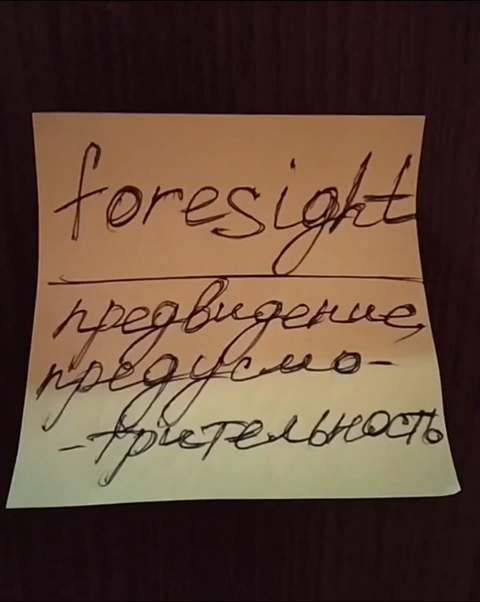 foresight
предвидение,
предусмо-
-трительность